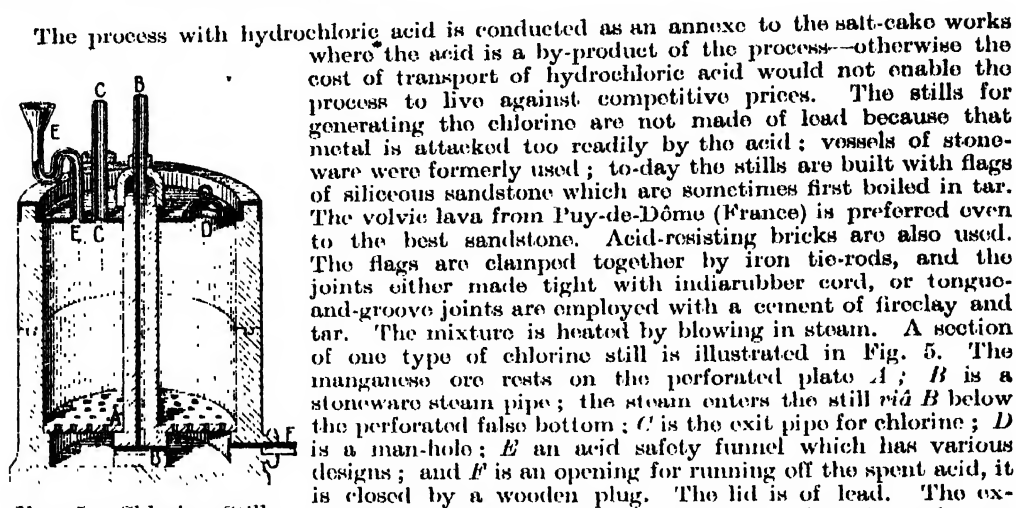 The process with hydrochloric acid is conducted as an annexe to the salt-cake works
where the acid is a by-product of the process—otherwise the
cost of transport of hydrochloric acid would not enable the
process to live against competitive prices. The stills for
generating the chlorine are not made of lead because that
metal is attacked too readily by the acid; vessels of stone-
ware were formerly used; to-day the stills are built with flags
of siliceous sandstone which are sometimes first boiled in tar.
The volvic lava from Puy-de-Dôme (France) is preferred even
to the best sandstone. Acid-resisting bricks are also used.
The flags are clamped together by iron tie-rods, and the
joints either made tight with indiarubber cord, or tongue-
and-groove joints are employed with a cement of fireclay and
tar. The mixture is heated by blowing in steam. A section
of one type of chlorine still is illustrated in Fig. 5. The
manganese ore rests on the perforated plate A; B is a
stoneware steam pipe; the steam enters the still viâ B below
the perforated false bottom; C is the exit pipe for chlorine; D
is a man-hole; E an acid safety funnel which has various
designs; and F is an opening for running off the spent acid, it
is closed by a wooden plug. The lid is of lead. The ex-
C B
E
E C D
A
B F